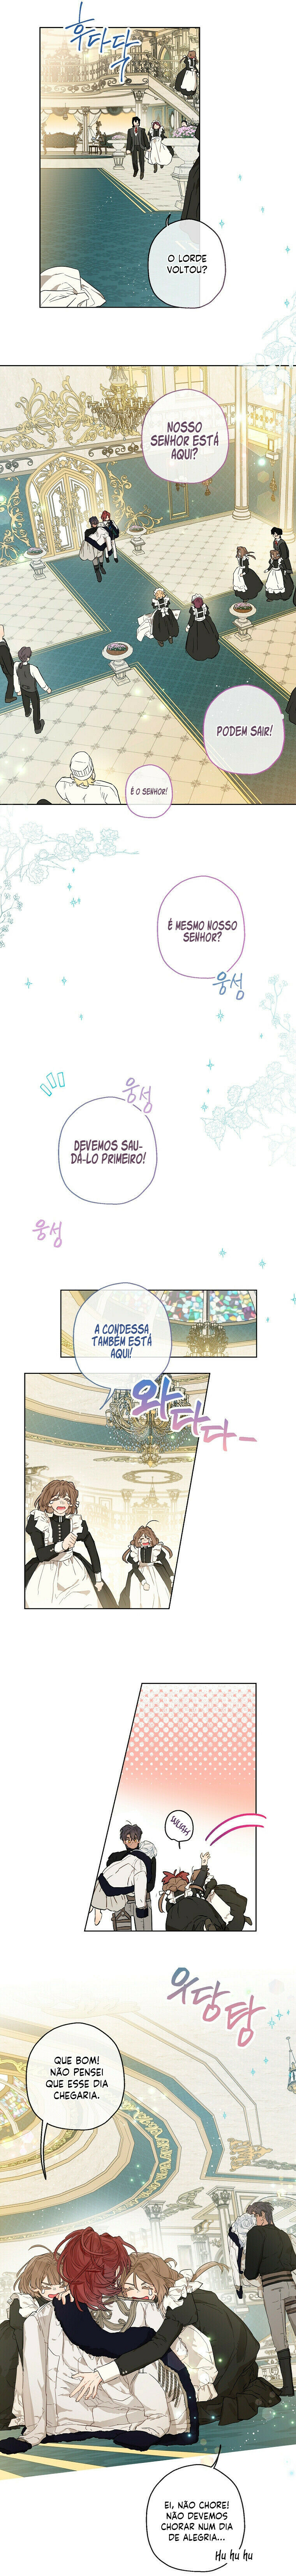 후다닥
O LORDE
VOLTOU?
NOSSO
SENHOR ESTÁ
AQUI?
PODEM SAIR!
É O SENHOR!
É MESMO NOSSO
SENHOR?
웅성
웅성
DEVEMOS SAU-
DÁ-LO PRIMEIRO!
웅성
A CONDESSA
TAMBÉM ESTÁ
AQUI!
와다다-
우당탕
QUE BOM!
NÃO PENSEI
QUE ESSE DIA
CHEGARIA.
EI, NÃO CHORE!
NÃO DEVEMOS
CHORAR NUM DIA
DE ALEGRIA...
Hu hu hu